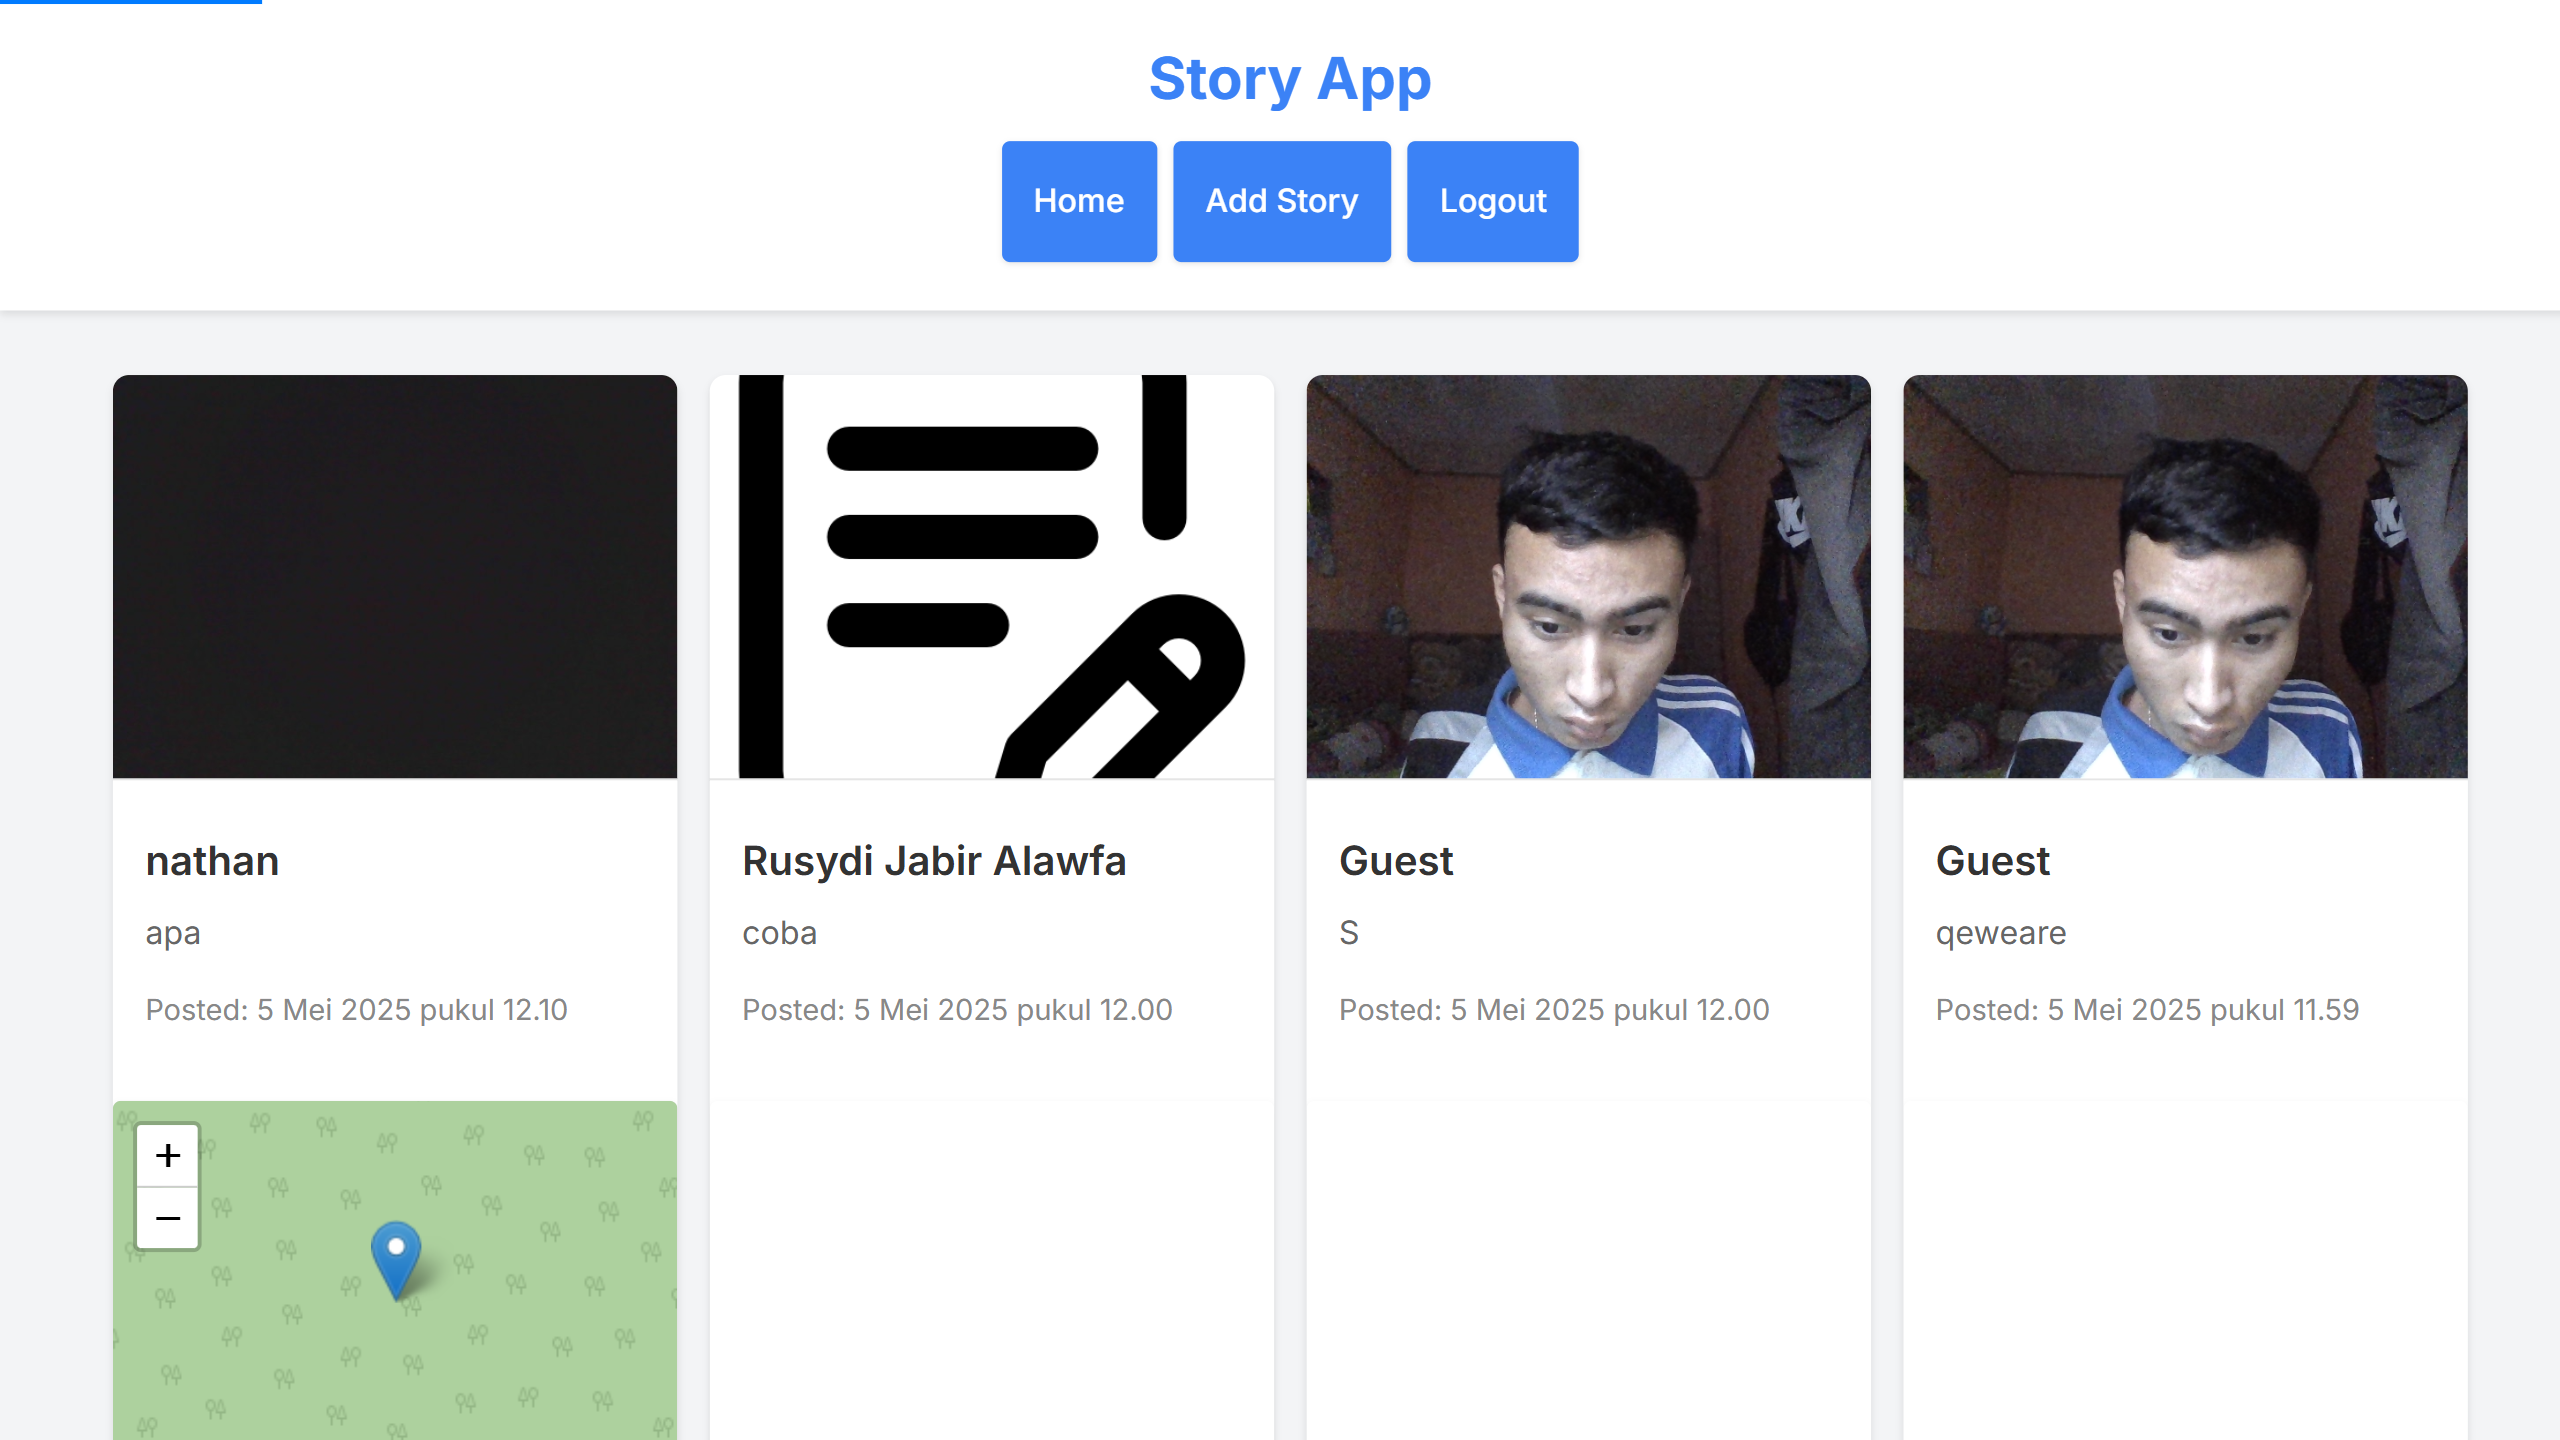 Story App
Home
Add Story
Logout
nathan
apa
Posted: 5 Mei 2025 pukul 12.10
+
−
Rusydi Jabir Alawfa
coba
Posted: 5 Mei 2025 pukul 12.00
Guest
S
Posted: 5 Mei 2025 pukul 12.00
Guest
qeweare
Posted: 5 Mei 2025 pukul 11.59